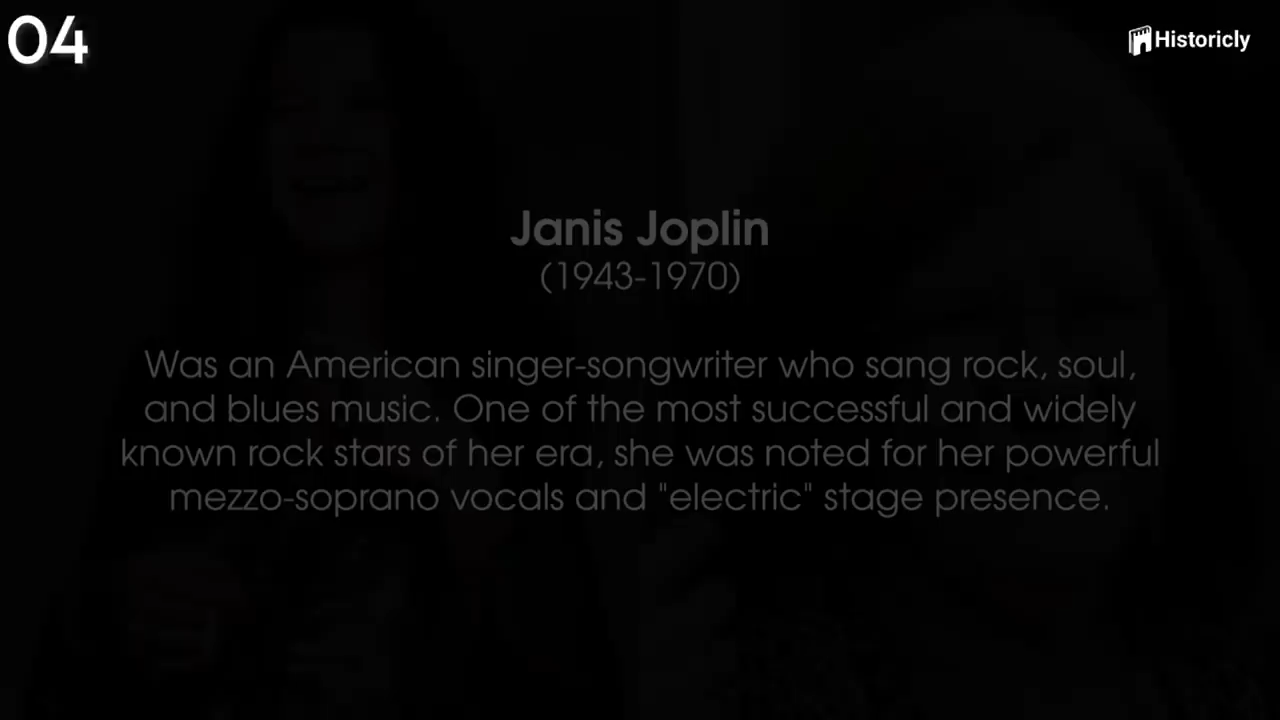 04
Historicly
Janis Joplin
(1943-1970)
Was an American singer-songwriter who sang rock, soul,
and blues music. One of the most successful and widely
known rock stars of her era, she was noted for her powerful
mezzo-soprano vocals and "electric" stage presence.